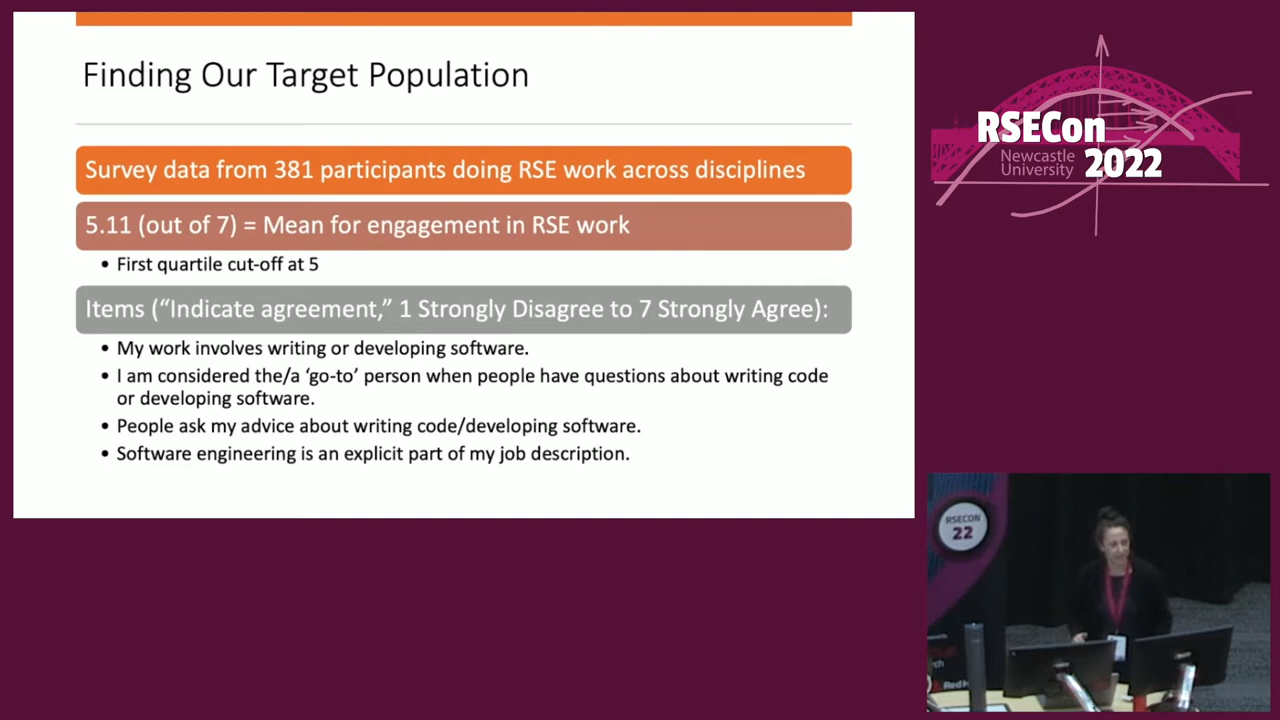 Finding Our Target Population
Survey data from 381 participants doing RSE work across disciplines
5.11 (out of 7) = Mean for engagement in RSE work
• First quartile cut-off at 5
Items (“Indicate agreement,” 1 Strongly Disagree to 7 Strongly Agree):
• My work involves writing or developing software.
• I am considered the/a ‘go-to’ person when people have questions about writing code
or developing software.
• People ask my advice about writing code/developing software.
• Software engineering is an explicit part of my job description.
RSECon
Newcastle
University 2022
RSECON
22
Red H